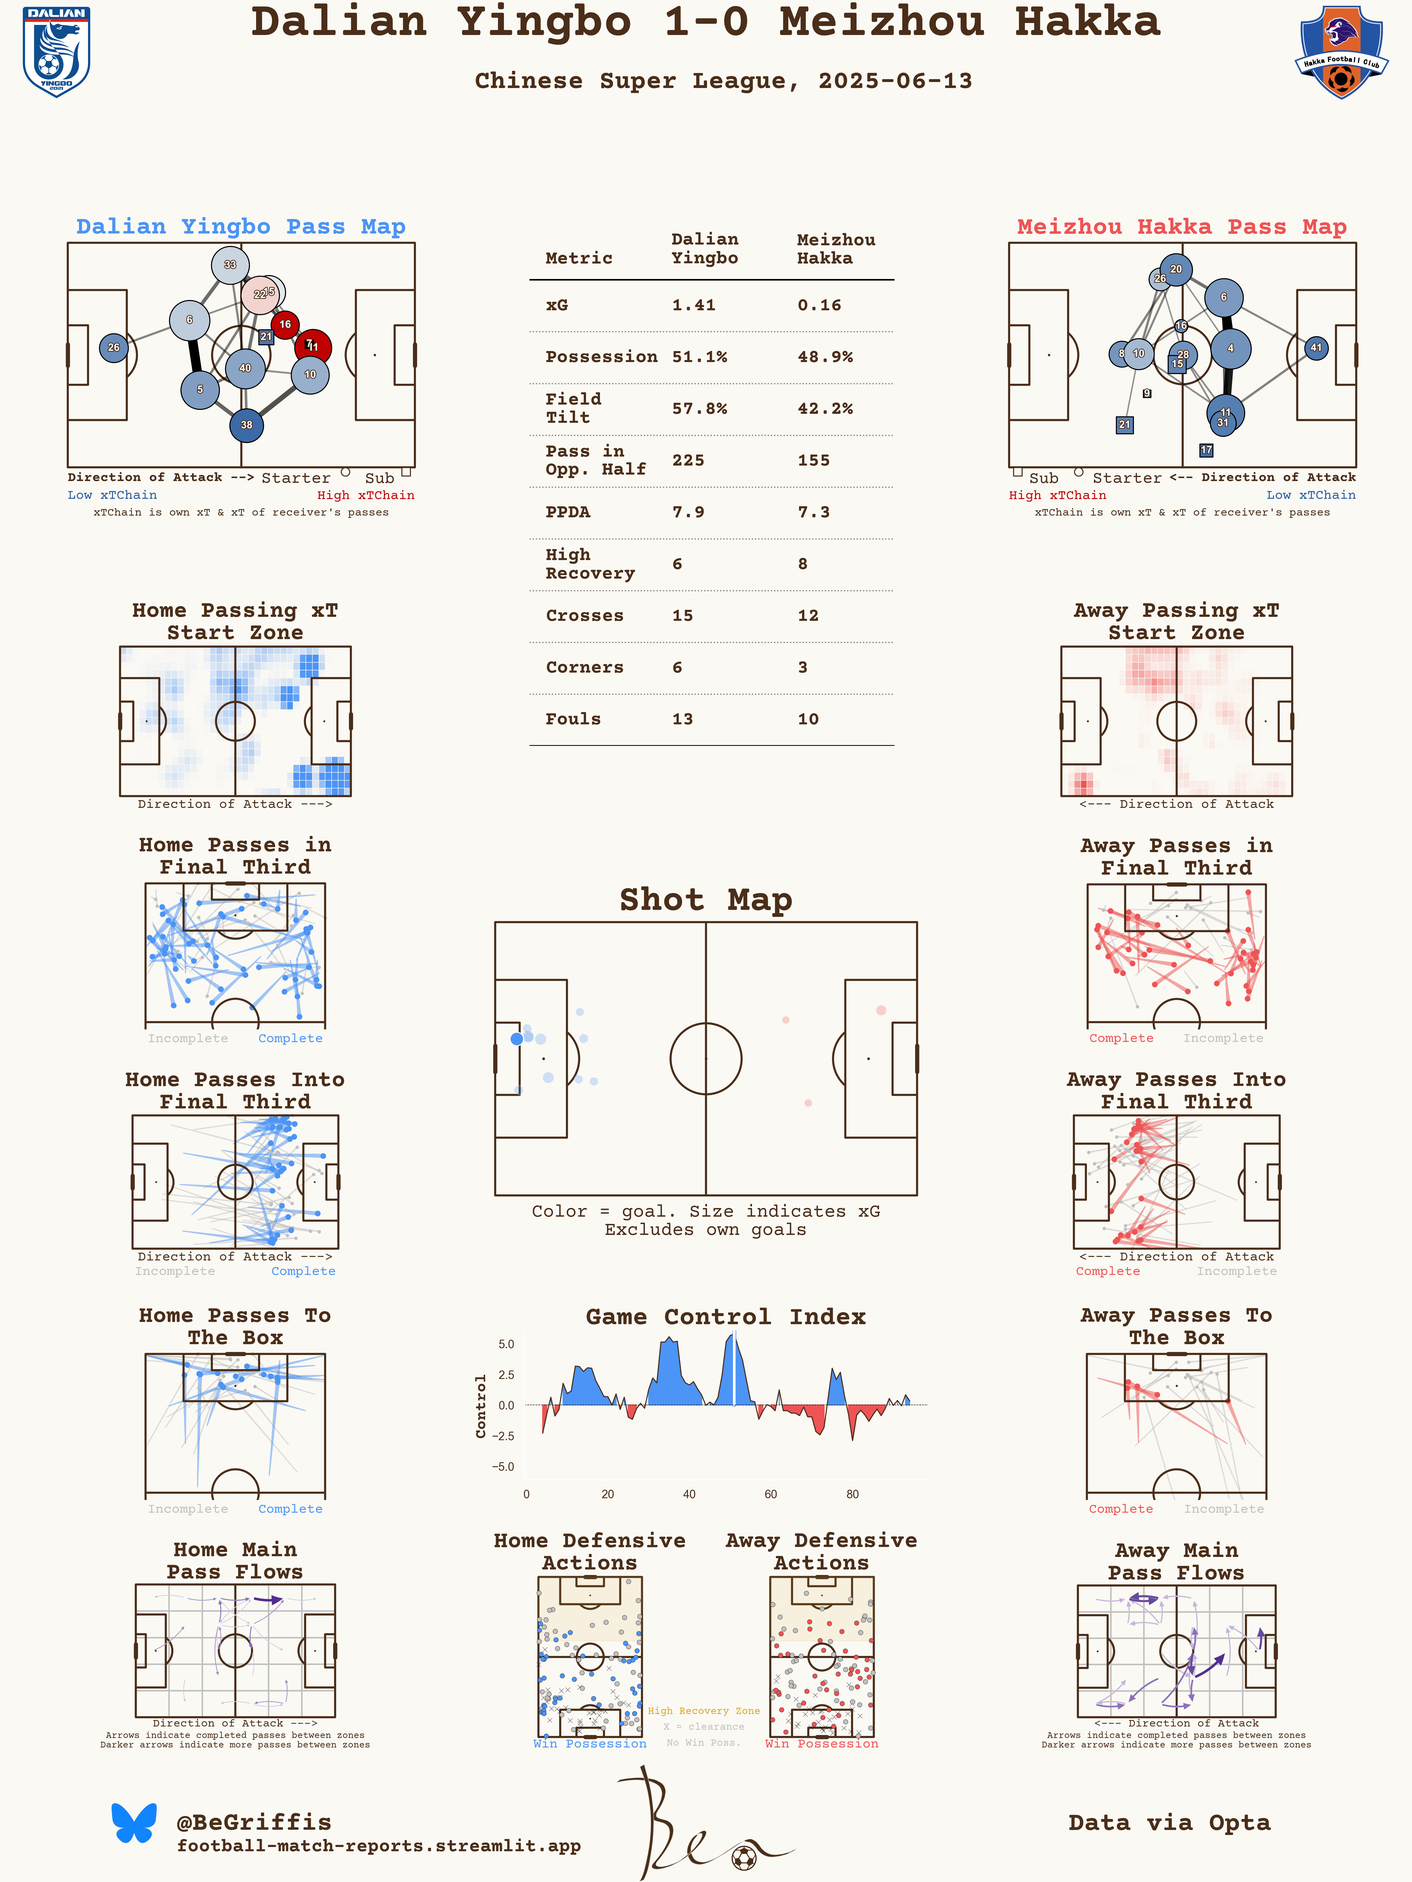 Dalian Yingbo 1-0 Meizhou Hakka
Chinese Super League, 2025-06-13
DALIAN
YINGBO
2021
Hakka Football Club
Dalian Yingbo Pass Map
33
22
15
6
16
21
26
7
11
40
10
5
38
Direction of Attack --> Starter Sub
Low xTChain High xTChain
xTChain is own xT & xT of receiver's passes
Metric Dalian Yingbo Meizhou Hakka
xG 1.41 0.16
Possession 51.1% 48.9%
Field Tilt 57.8% 42.2%
Pass in Opp. Half 225 155
PPDA 7.9 7.3
High Recovery 6 8
Crosses 15 12
Corners 6 3
Fouls 13 10
Meizhou Hakka Pass Map
26
20
6
16
8
10
28
15
4
41
9
11
31
21
17
Sub Starter <-- Direction of Attack
High xTChain Low xTChain
xTChain is own xT & xT of receiver's passes
Home Passing xT
Start Zone
Direction of Attack --->
Away Passing xT
Start Zone
<--- Direction of Attack
Home Passes in
Final Third
Incomplete Complete
Away Passes in
Final Third
Complete Incomplete
Shot Map
Color = goal. Size indicates xG
Excludes own goals
Home Passes Into
Final Third
Direction of Attack --->
Incomplete Complete
Away Passes Into
Final Third
<--- Direction of Attack
Complete Incomplete
Home Passes To
The Box
Incomplete Complete
Game Control Index
Control
5.0
2.5
0.0
−2.5
−5.0
0 20 40 60 80
Away Passes To
The Box
Complete Incomplete
Home Main
Pass Flows
Direction of Attack --->
Arrows indicate completed passes between zones
Darker arrows indicate more passes between zones
Home Defensive
Actions
Win Possession
High Recovery Zone
X = clearance
No Win Poss.
Away Defensive
Actions
Win Possession
Away Main
Pass Flows
<--- Direction of Attack
Arrows indicate completed passes between zones
Darker arrows indicate more passes between zones
@BeGriffis
football-match-reports.streamlit.app
Ben
Data via Opta